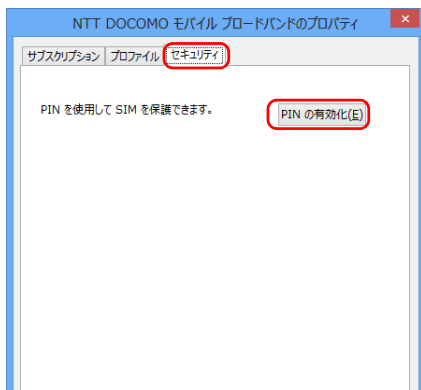 NTT DOCOMO モバイル ブロードバンドのプロパティ
サブスクリプション プロファイル セキュリティ
PIN を使用して SIM を保護できます。 PIN の有効化(E)